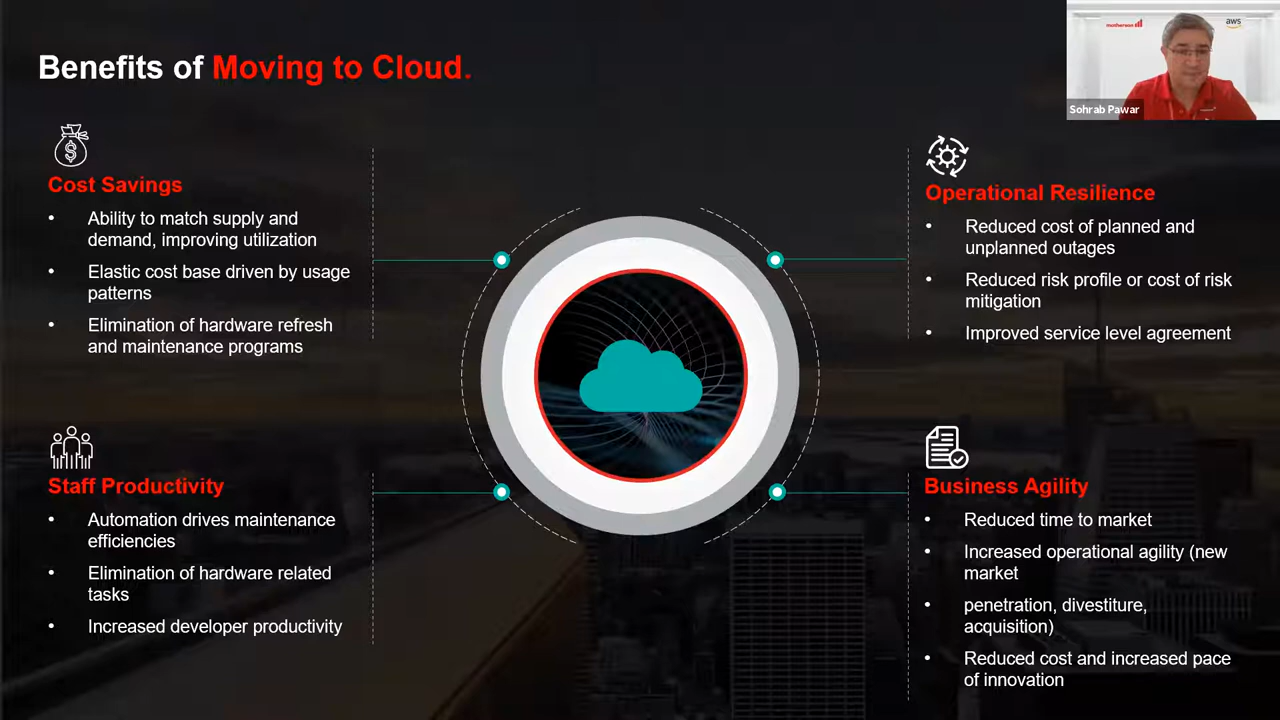 Benefits of Moving to Cloud.
motherson
aws
Sohrab Pawar
Cost Savings
• Ability to match supply and
demand, improving utilization
• Elastic cost base driven by usage
patterns
• Elimination of hardware refresh
and maintenance programs
Operational Resilience
• Reduced cost of planned and
unplanned outages
• Reduced risk profile or cost of risk
mitigation
• Improved service level agreement
Staff Productivity
• Automation drives maintenance
efficiencies
• Elimination of hardware related
tasks
• Increased developer productivity
Business Agility
• Reduced time to market
• Increased operational agility (new
market
• penetration, divestiture,
acquisition)
• Reduced cost and increased pace
of innovation